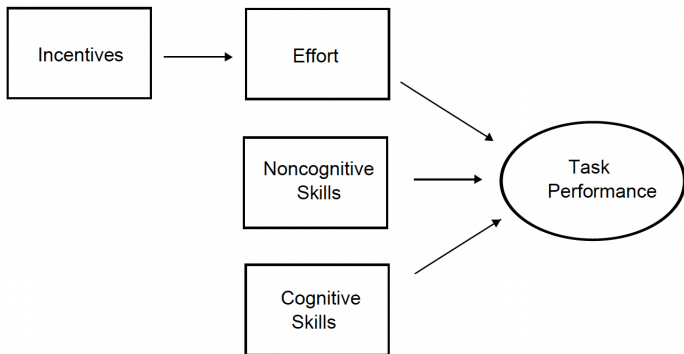 Incentives
Effort
Noncognitive
Skills
Task
Performance
Cognitive
Skills